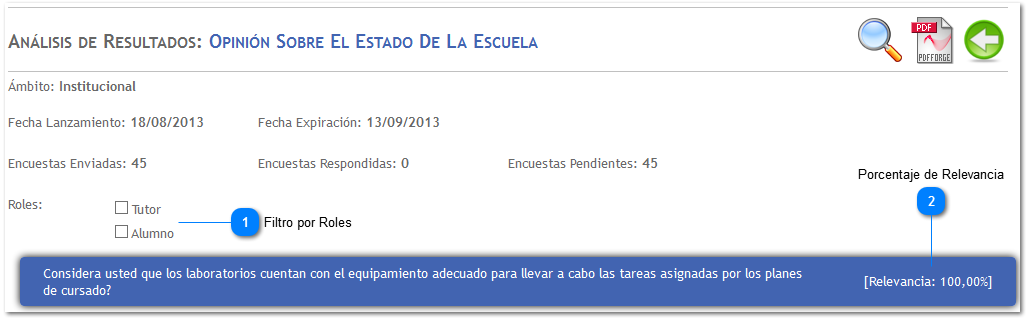 Análisis de Resultados: Opinión Sobre El Estado De La Escuela
PDF
PDFFORGE
Ámbito: Institucional
Fecha Lanzamiento: 18/08/2013 Fecha Expiración: 13/09/2013
Encuestas Enviadas: 45 Encuestas Respondidas: 0 Encuestas Pendientes: 45
Porcentaje de Relevancia
2
Roles: Tutor
1 Filtro por Roles
Alumno
Considera usted que los laboratorios cuentan con el equipamiento adecuado para llevar a cabo las tareas asignadas por los planes
de cursado?
[Relevancia: 100,00%]